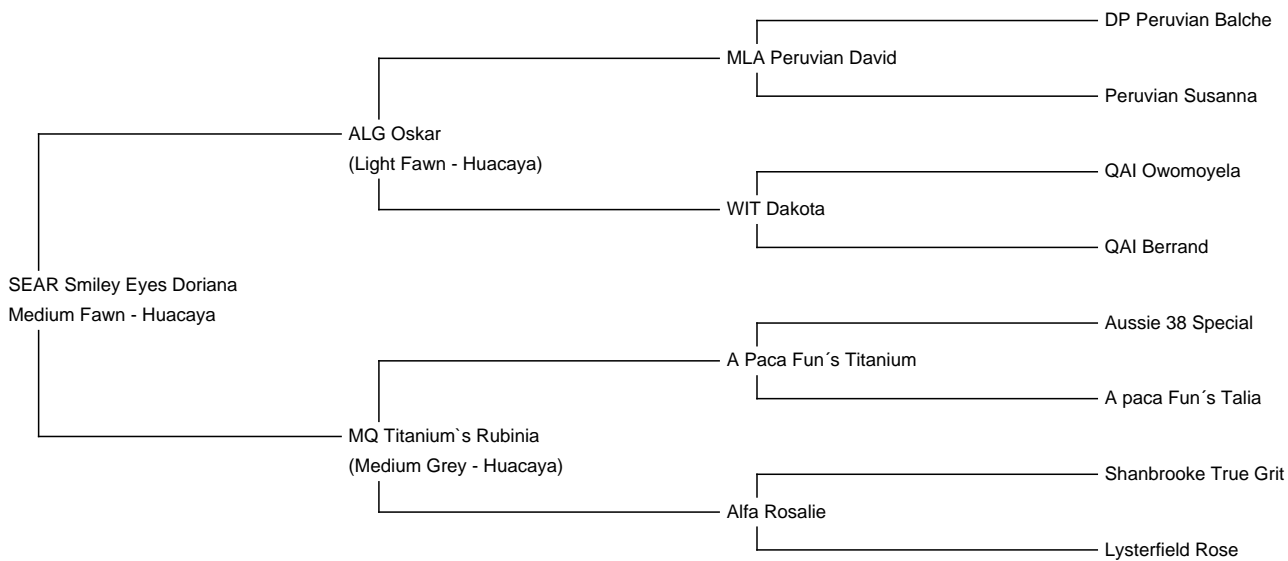 DP Peruvian Balche
MLA Peruvian David
Peruvian Susanna
ALG Oskar
(Light Fawn - Huacaya)
QAI Owomoyela
WIT Dakota
QAI Berrand
SEAR Smiley Eyes Doriana
Medium Fawn - Huacaya
Aussie 38 Special
A Paca Fun´s Titanium
A paca Fun´s Talia
MQ Titanium`s Rubinia
(Medium Grey - Huacaya)
Shanbrooke True Grit
Alfa Rosalie
Lysterfield Rose